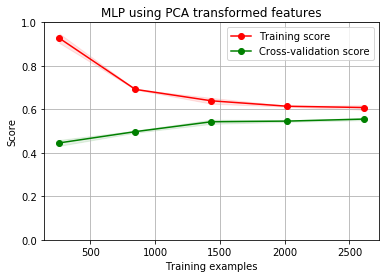 MLP using PCA transformed features
Training score
Cross-validation score
1.0
0.8
0.6
0.4
0.2
0.0
Score
500
1000
1500
2000
2500
Training examples